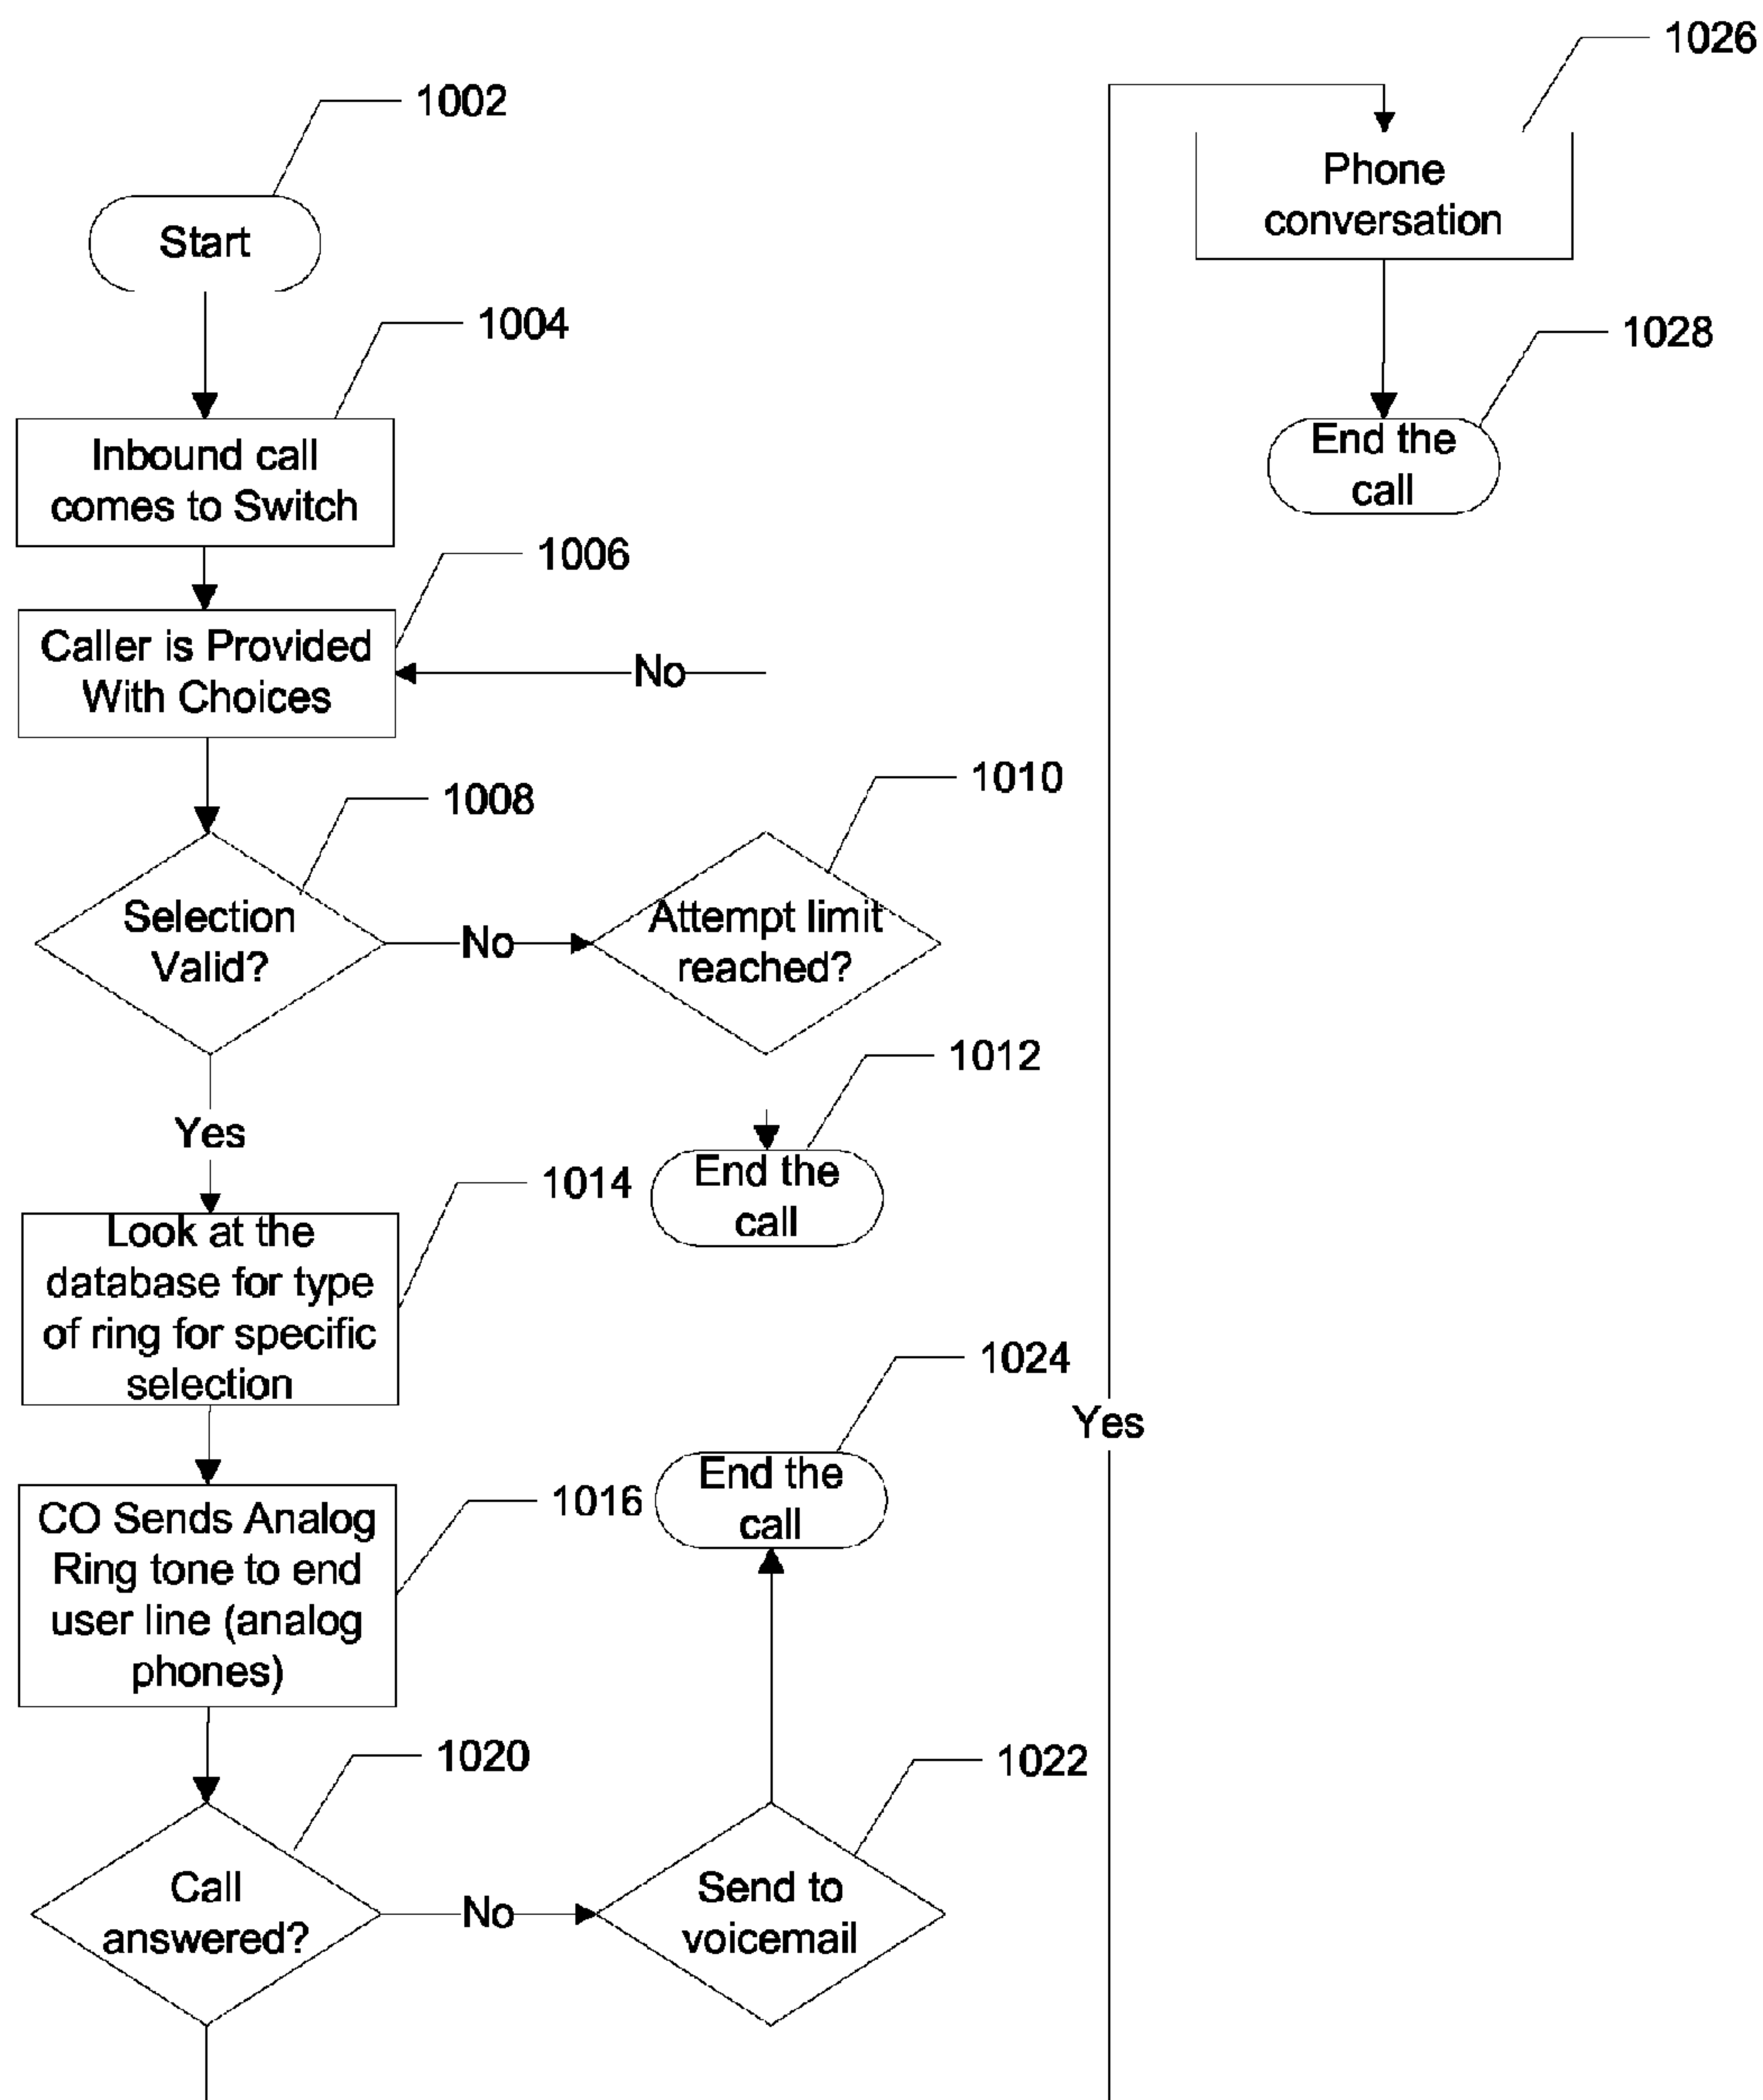 1002
Start
1004
Inbound call
comes to Switch
1006
Caller is Provided
With Choices
No
1008
Selection
Valid?
No
1010
Attempt limit
reached?
Yes
1012
End the
call
1014
Look at the
database for type
of ring for specific
selection
1016
CO Sends Analog
Ring tone to end
user line (analog
phones)
1020
Call
answered?
No
1022
Send to
voicemail
1024
End the
call
Yes
1026
Phone
conversation
1028
End the
call